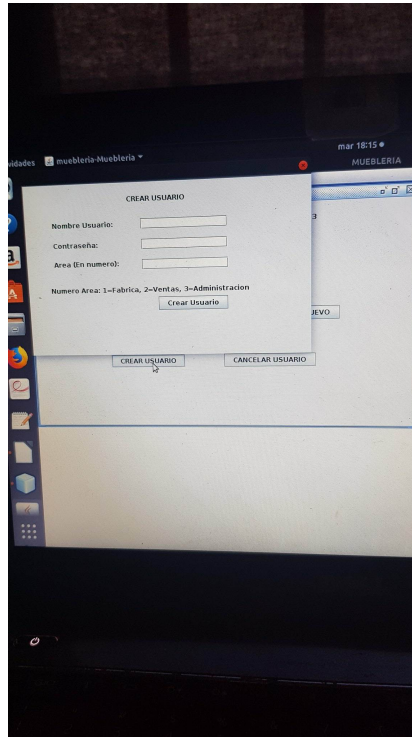 mar 18:15
vidades muebleria-Muebleria
MUEBLERIA
CREAR USUARIO
3
Nombre Usuario:
Contraseña:
Area (En numero):
Numero Area: 1=Fabrica, 2=Ventas, 3=Administracion
Crear Usuario
UEVO
CREAR USUARIO
CANCELAR USUARIO